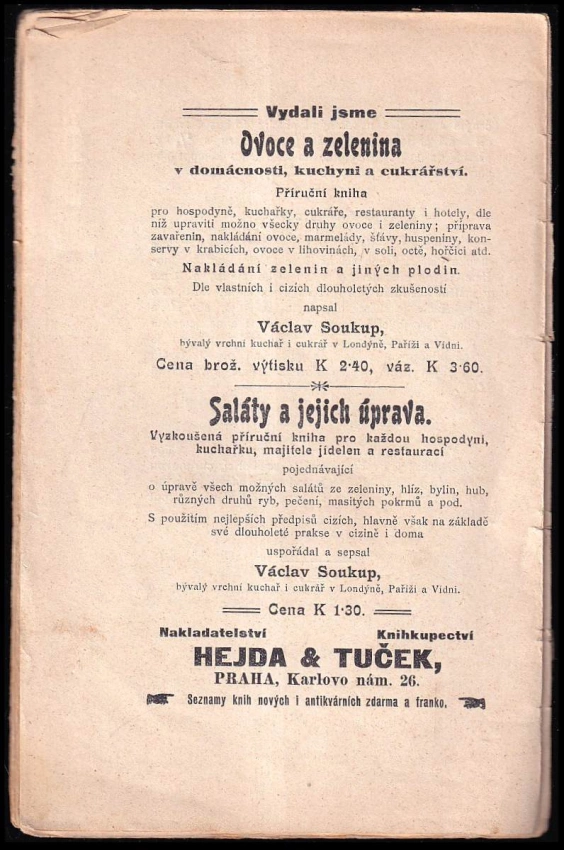 Vydali jsme
Ovoce a zelenina
v domácnosti, kuchyni a cukrářství.
Příruční kniha
pro hospodyně, kuchařky, cukráře, restauranty i hotely, dle
níž upraviti možno všecky druhy ovoce i zeleniny; příprava
zavařenin, nakládání ovoce, marmelády, šťávy, huspeniny, kon-
servy v krabicích, ovoce v lihovinách, v soli, octě, hořčici atd.
Nakládání zelenin a jiných plodin.
Dle vlastních i cizích dlouholetých zkušeností
napsal
Václav Soukup,
bývalý vrchní kuchař i cukrář v Londýně, Paříži a Vídni.
Cena brož. výtisku K 2·40, váz. K 3·60.
Saláty a jejich úprava.
Vyzkoušená příruční kniha pro každou hospodyni,
kuchařku, majitele jídelen a restaurací
pojednávající
o úpravě všech možných salátů ze zeleniny, hlíz, bylin, hub,
různých druhů ryb, pečení, masitých pokrmů a pod.
S použitím nejlepších předpisů cizích, hlavně však na základě
své dlouholeté prakse v cizině i doma
uspořádal a sepsal
Václav Soukup,
bývalý vrchní kuchař i cukrář v Londýně, Paříži a Vídni.
Cena K 1·30.
Nakladatelství Knihkupectví
HEJDA & TUČEK,
PRAHA, Karlovo nám. 26.
Seznamy knih nových i antikvárních zdarma a franko.